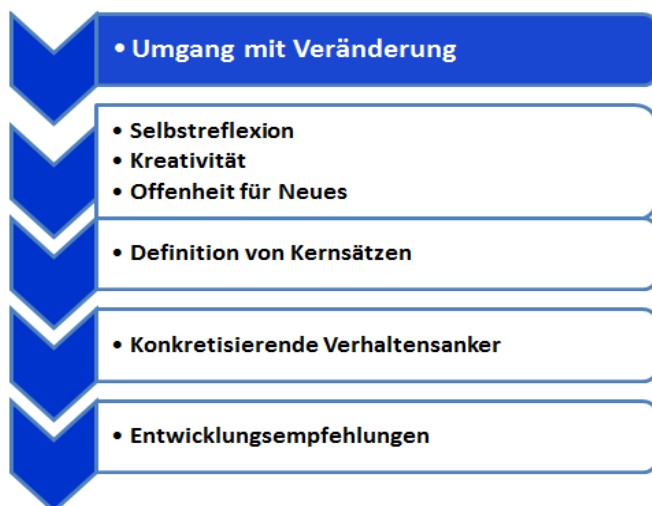 • Umgang mit Veränderung
• Selbstreflexion
• Kreativität
• Offenheit für Neues
• Definition von Kernsätzen
• Konkretisierende Verhaltensanker
• Entwicklungsempfehlungen